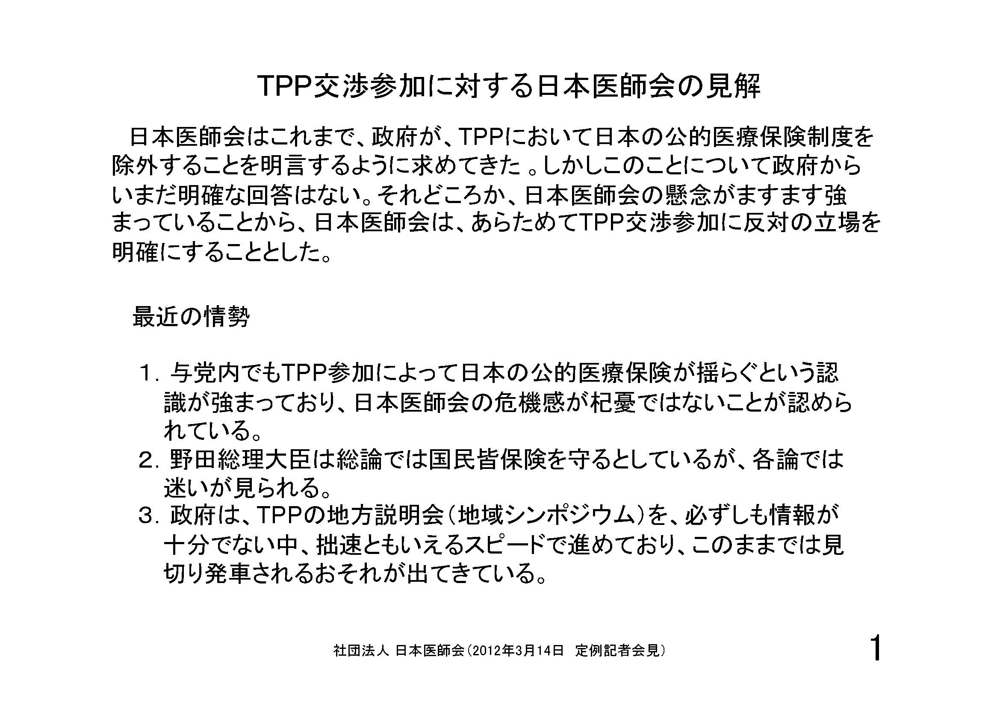 TPP交渉参加に対する日本医師会の見解
日本医師会はこれまで、政府が、TPPにおいて日本の公的医療保険制度を
除外することを明言するように求めてきた 。しかしこのことについて政府から
いまだ明確な回答はない。それどころか、日本医師会の懸念がますます強
まっていることから、日本医師会は、あらためてTPP交渉参加に反対の立場を
明確にすることとした。
最近の情勢
１．与党内でもTPP参加によって日本の公的医療保険が揺らぐという認
識が強まっており、日本医師会の危機感が杞憂ではないことが認めら
れている。
２．野田総理大臣は総論では国民皆保険を守るとしているが、各論では
迷いが見られる。
３．政府は、TPPの地方説明会（地域シンポジウム）を、必ずしも情報が
十分でない中、拙速ともいえるスピードで進めており、このままでは見
切り発車されるおそれが出てきている。
社団法人 日本医師会（2012年3月14日　定例記者会見）
1